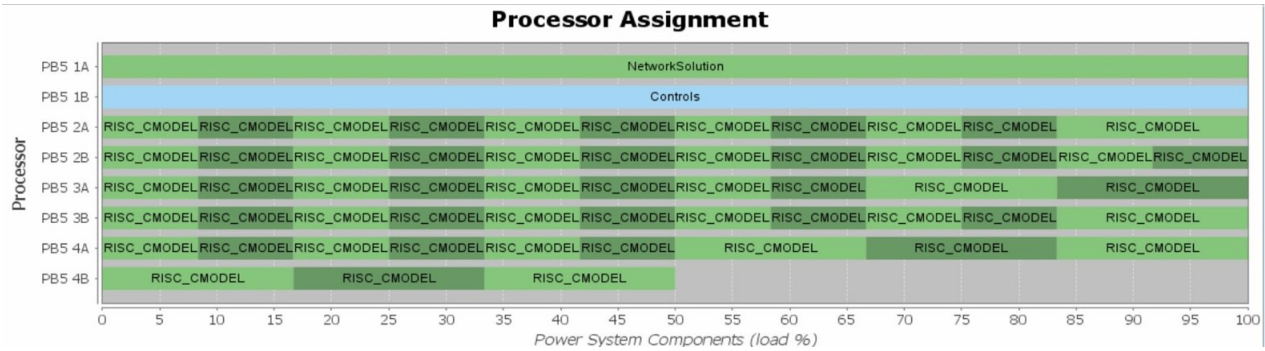 Processor Assignment
Processor
PB5 1A NetworkSolution
PB5 1B Controls
PB5 2A RISC_CMODEL RISC_CMODEL RISC_CMODEL RISC_CMODEL RISC_CMODEL RISC_CMODEL RISC_CMODEL RISC_CMODEL RISC_CMODEL RISC_CMODEL RISC_CMODEL
PB5 2B RISC_CMODEL RISC_CMODEL RISC_CMODEL RISC_CMODEL RISC_CMODEL RISC_CMODEL RISC_CMODEL RISC_CMODEL RISC_CMODEL RISC_CMODEL RISC_CMODEL RISC_CMODEL
PB5 3A RISC_CMODEL RISC_CMODEL RISC_CMODEL RISC_CMODEL RISC_CMODEL RISC_CMODEL RISC_CMODEL RISC_CMODEL RISC_CMODEL RISC_CMODEL
PB5 3B RISC_CMODEL RISC_CMODEL RISC_CMODEL RISC_CMODEL RISC_CMODEL RISC_CMODEL RISC_CMODEL RISC_CMODEL RISC_CMODEL RISC_CMODEL RISC_CMODEL
PB5 4A RISC_CMODEL RISC_CMODEL RISC_CMODEL RISC_CMODEL RISC_CMODEL RISC_CMODEL RISC_CMODEL RISC_CMODEL RISC_CMODEL
PB5 4B RISC_CMODEL RISC_CMODEL RISC_CMODEL
0 5 10 15 20 25 30 35 40 45 50 55 60 65 70 75 80 85 90 95 100
Power System Components (load %)